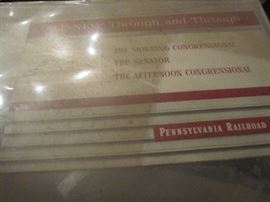 New Through and Through
THE MORNING CONGRESSIONAL
THE SENATOR
THE AFTERNOON CONGRESSIONAL
PENNSYLVANIA RAILROAD